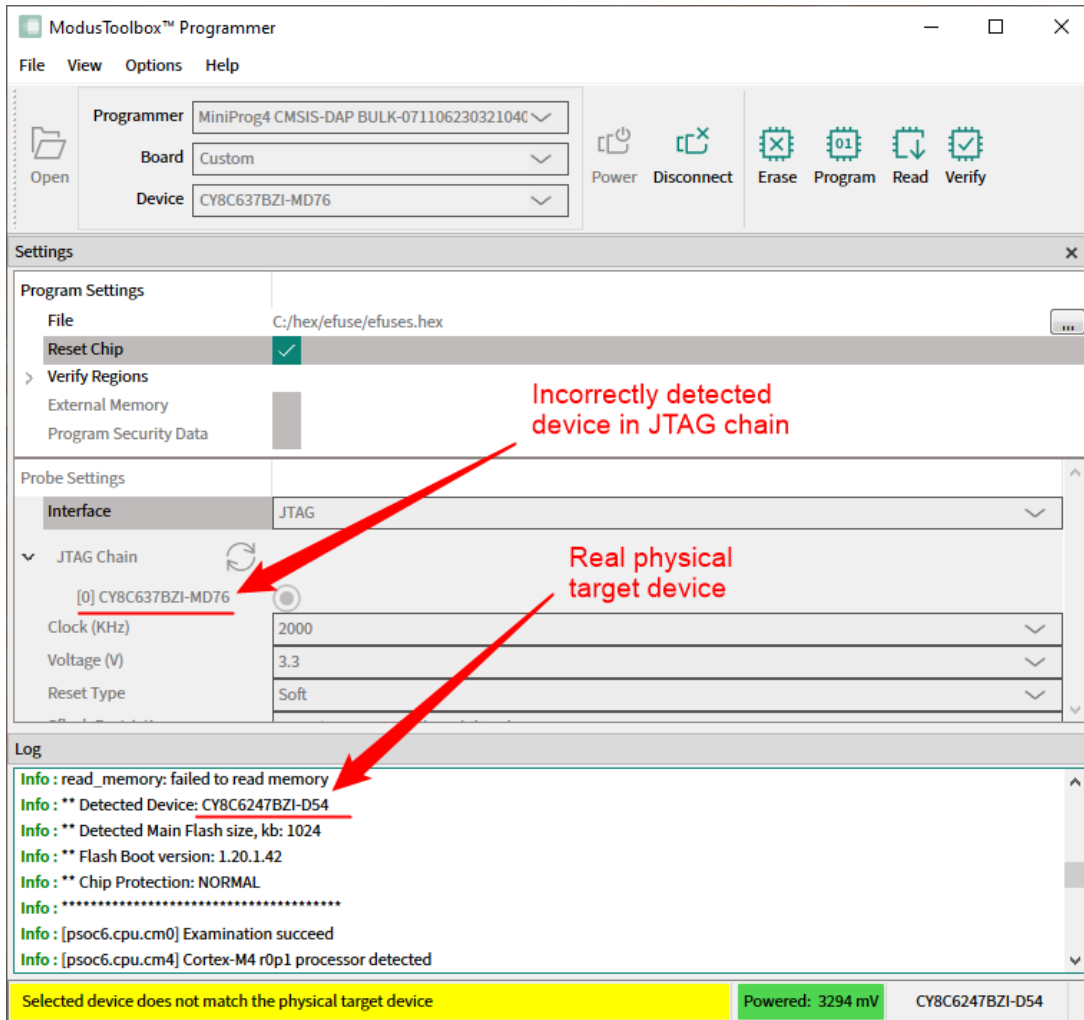 ModusToolbox™ Programmer
File View Options Help
Open
Programmer MiniProg4 CMSIS-DAP BULK-07110623032104
Board Custom
Device CY8C637BZI-MD76
Power Disconnect Erase Program Read Verify
01
Settings
Program Settings
File C:/hex/efuse/efuses.hex ...
Reset Chip
Verify Regions
External Memory
Program Security Data
Incorrectly detected
device in JTAG chain
Probe Settings
Interface JTAG
JTAG Chain
[0] CY8C637BZI-MD76
Real physical
target device
Clock (KHz) 2000
Voltage (V) 3.3
Reset Type Soft
Log
Info : read_memory: failed to read memory
Info : ** Detected Device: CY8C6247BZI-D54
Info : ** Detected Main Flash size, kb: 1024
Info : ** Flash Boot version: 1.20.1.42
Info : ** Chip Protection: NORMAL
Info : ***************************************
Info : [psoc6.cpu.cm0] Examination succeed
Info : [psoc6.cpu.cm4] Cortex-M4 r0p1 processor detected
Selected device does not match the physical target device Powered: 3294 mV CY8C6247BZI-D54